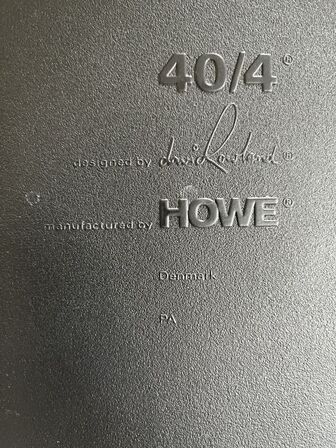 40/4®
designed by david Rowland®
manufactured by HOWE®
Denmark
PA